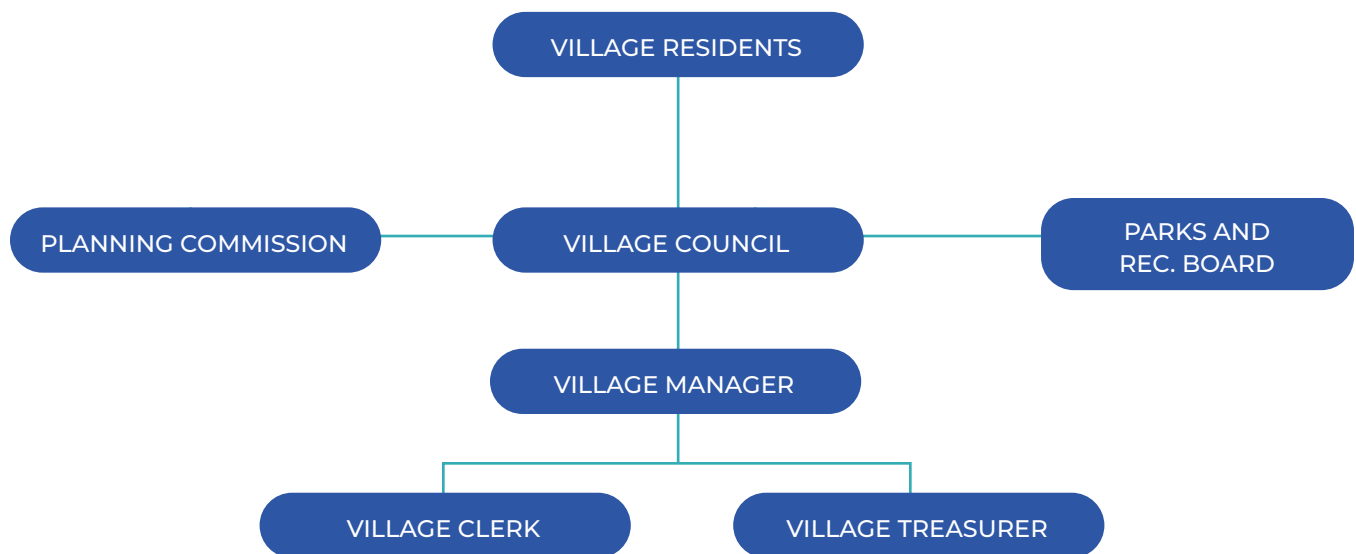 VILLAGE RESIDENTS
PLANNING COMMISSION
VILLAGE COUNCIL
PARKS AND
REC. BOARD
VILLAGE MANAGER
VILLAGE CLERK
VILLAGE TREASURER